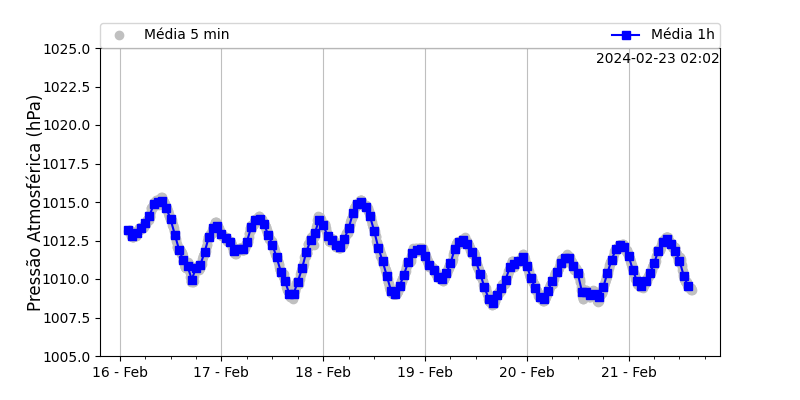 Média 5 min
Média 1h
2024-02-23 02:02
Pressão Atmosférica (hPa)
1025.0
1022.5
1020.0
1017.5
1015.0
1012.5
1010.0
1007.5
1005.0
16 - Feb
17 - Feb
18 - Feb
19 - Feb
20 - Feb
21 - Feb